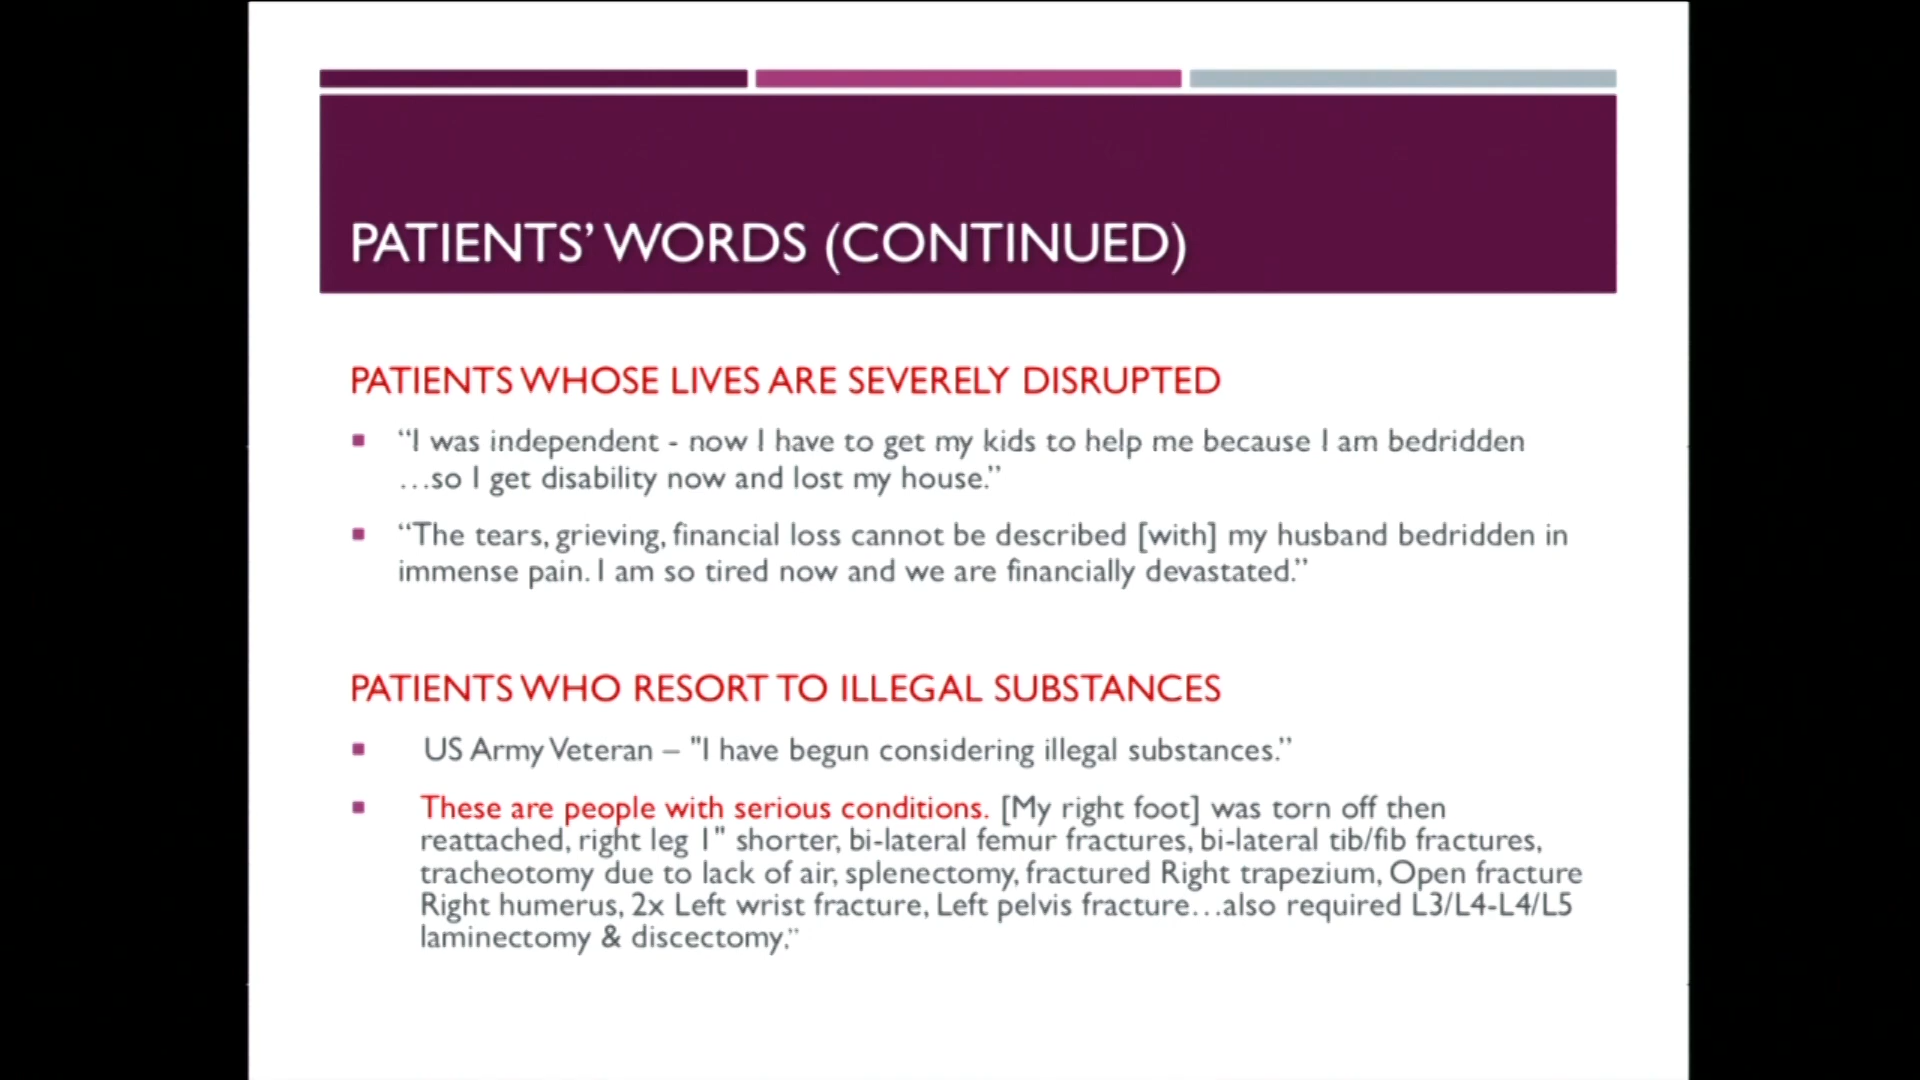 PATIENTS’ WORDS (CONTINUED)
PATIENTS WHOSE LIVES ARE SEVERELY DISRUPTED
“I was independent - now I have to get my kids to help me because I am bedridden
…so I get disability now and lost my house.”
“The tears, grieving, financial loss cannot be described [with] my husband bedridden in
immense pain. I am so tired now and we are financially devastated.”
PATIENTS WHO RESORT TO ILLEGAL SUBSTANCES
US Army Veteran – "I have begun considering illegal substances.”
These are people with serious conditions. [My right foot] was torn off then
reattached, right leg 1" shorter, bi-lateral femur fractures, bi-lateral tib/fib fractures,
tracheotomy due to lack of air, splenectomy, fractured Right trapezium, Open fracture
Right humerus, 2x Left wrist fracture, Left pelvis fracture…also required L3/L4-L4/L5
laminectomy & discectomy,”